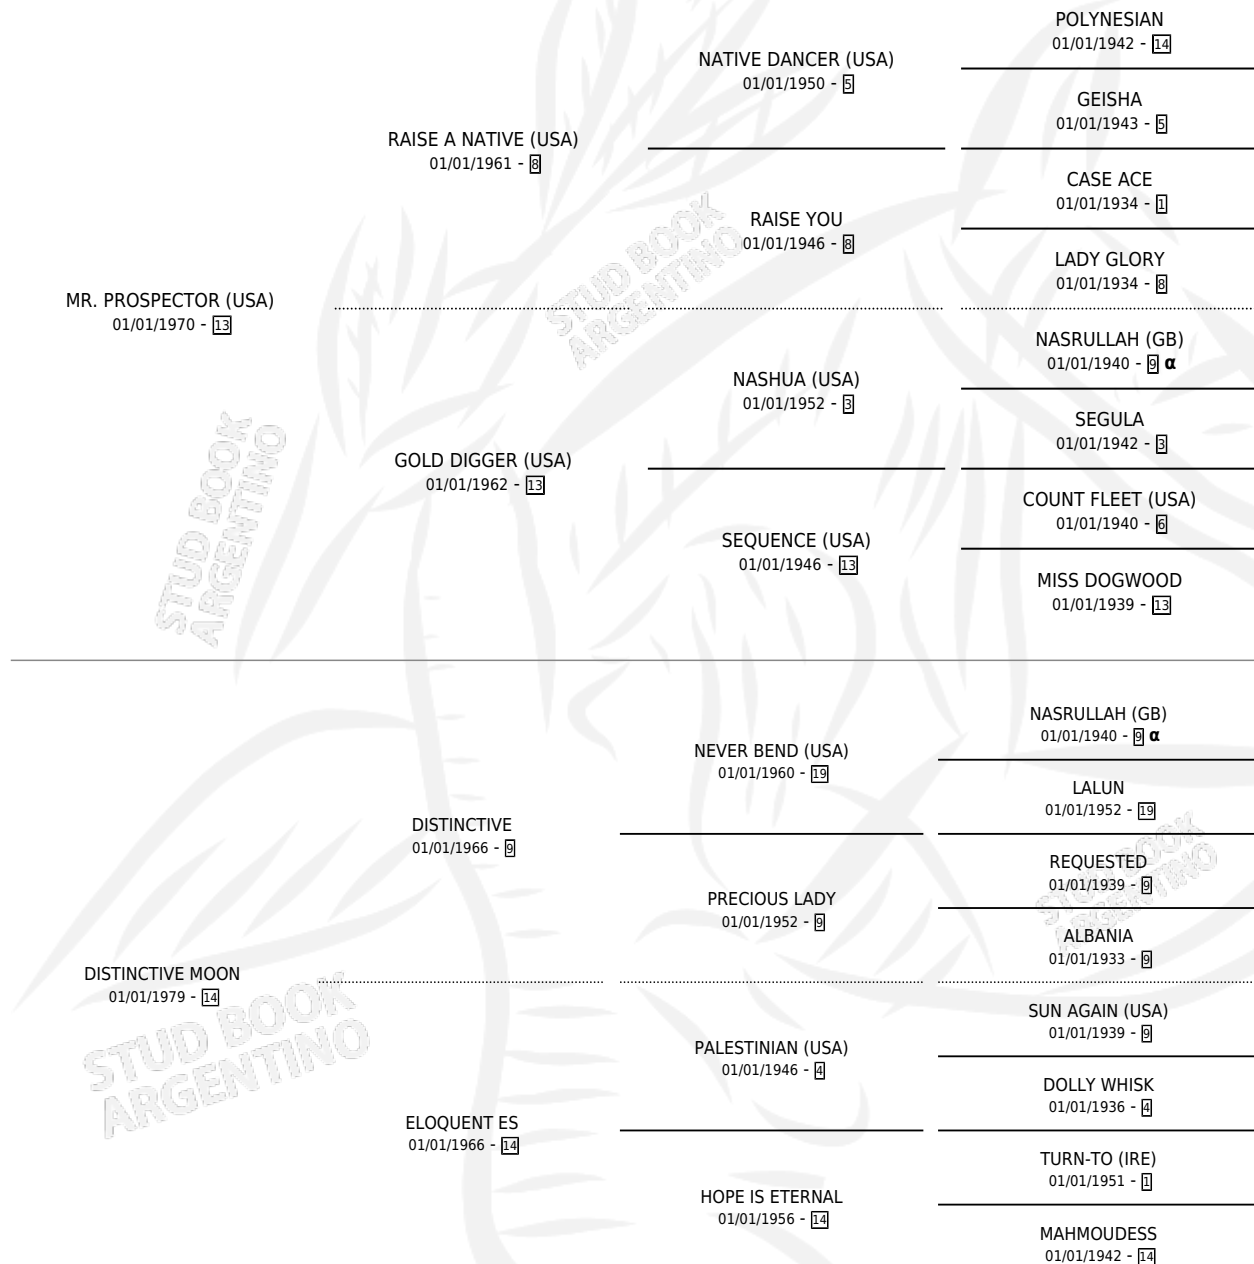 POLYNESIAN
01/01/1942 - 14
NATIVE DANCER (USA)
01/01/1950 - 5
GEISHA
01/01/1943 - 5
RAISE A NATIVE (USA)
01/01/1961 - 8
CASE ACE
01/01/1934 - 1
RAISE YOU
01/01/1946 - 8
LADY GLORY
01/01/1934 - 8
MR. PROSPECTOR (USA)
01/01/1970 - 13
NASRULLAH (GB)
01/01/1940 - 9 α
NASHUA (USA)
01/01/1952 - 3
SEGULA
01/01/1942 - 3
GOLD DIGGER (USA)
01/01/1962 - 13
COUNT FLEET (USA)
01/01/1940 - 6
SEQUENCE (USA)
01/01/1946 - 13
MISS DOGWOOD
01/01/1939 - 13
NASRULLAH (GB)
01/01/1940 - 9 α
NEVER BEND (USA)
01/01/1960 - 19
LALUN
01/01/1952 - 19
DISTINCTIVE
01/01/1966 - 9
REQUESTED
01/01/1939 - 9
PRECIOUS LADY
01/01/1952 - 9
ALBANIA
01/01/1933 - 9
DISTINCTIVE MOON
01/01/1979 - 14
SUN AGAIN (USA)
01/01/1939 - 9
PALESTINIAN (USA)
01/01/1946 - 4
DOLLY WHISK
01/01/1936 - 4
ELOQUENT ES
01/01/1966 - 14
TURN-TO (IRE)
01/01/1951 - 1
HOPE IS ETERNAL
01/01/1956 - 14
MAHMOUDESS
01/01/1942 - 14
STUD BOOK
ARGENTINO
STUD BOOK
ARGENTINO
STUD BOOK
ARGENTINO
STUD BOOK
ARGENTINO